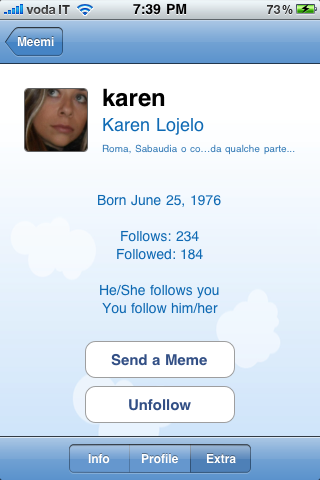 voda IT 7:39 PM 73%
Meemi
karen
Karen Lojelo
Roma, Sabaudia o co...da qualche parte...
Born June 25, 1976
Follows: 234
Followed: 184
He/She follows you
You follow him/her
Send a Meme
Unfollow
Info Profile Extra